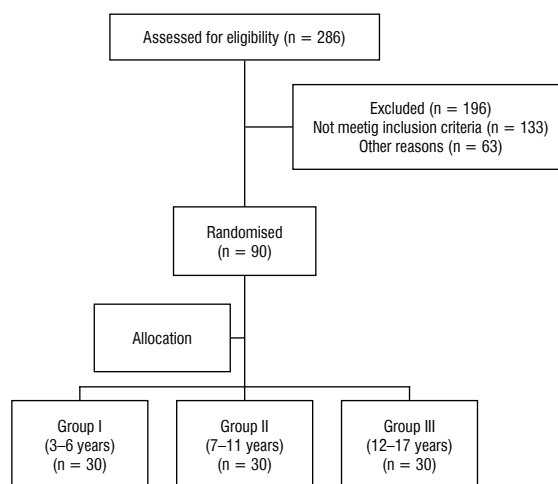 Assessed for eligibility (n = 286)
Excluded (n = 196)
Not meetig inclusion criteria (n = 133)
Other reasons (n = 63)
Randomised
(n = 90)
Allocation
Group I
(3–6 years)
(n = 30)
Group II
(7–11 years)
(n = 30)
Group III
(12–17 years)
(n = 30)